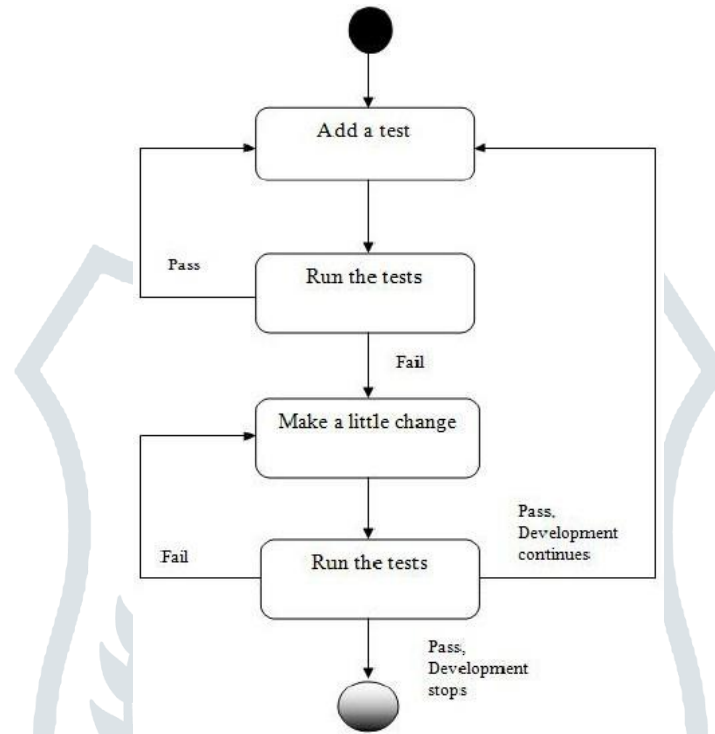 Add a test
Pass
Run the tests
Fail
Make a little change
Pass,
Development
continues
Fail
Run the tests
Pass,
Development
stops